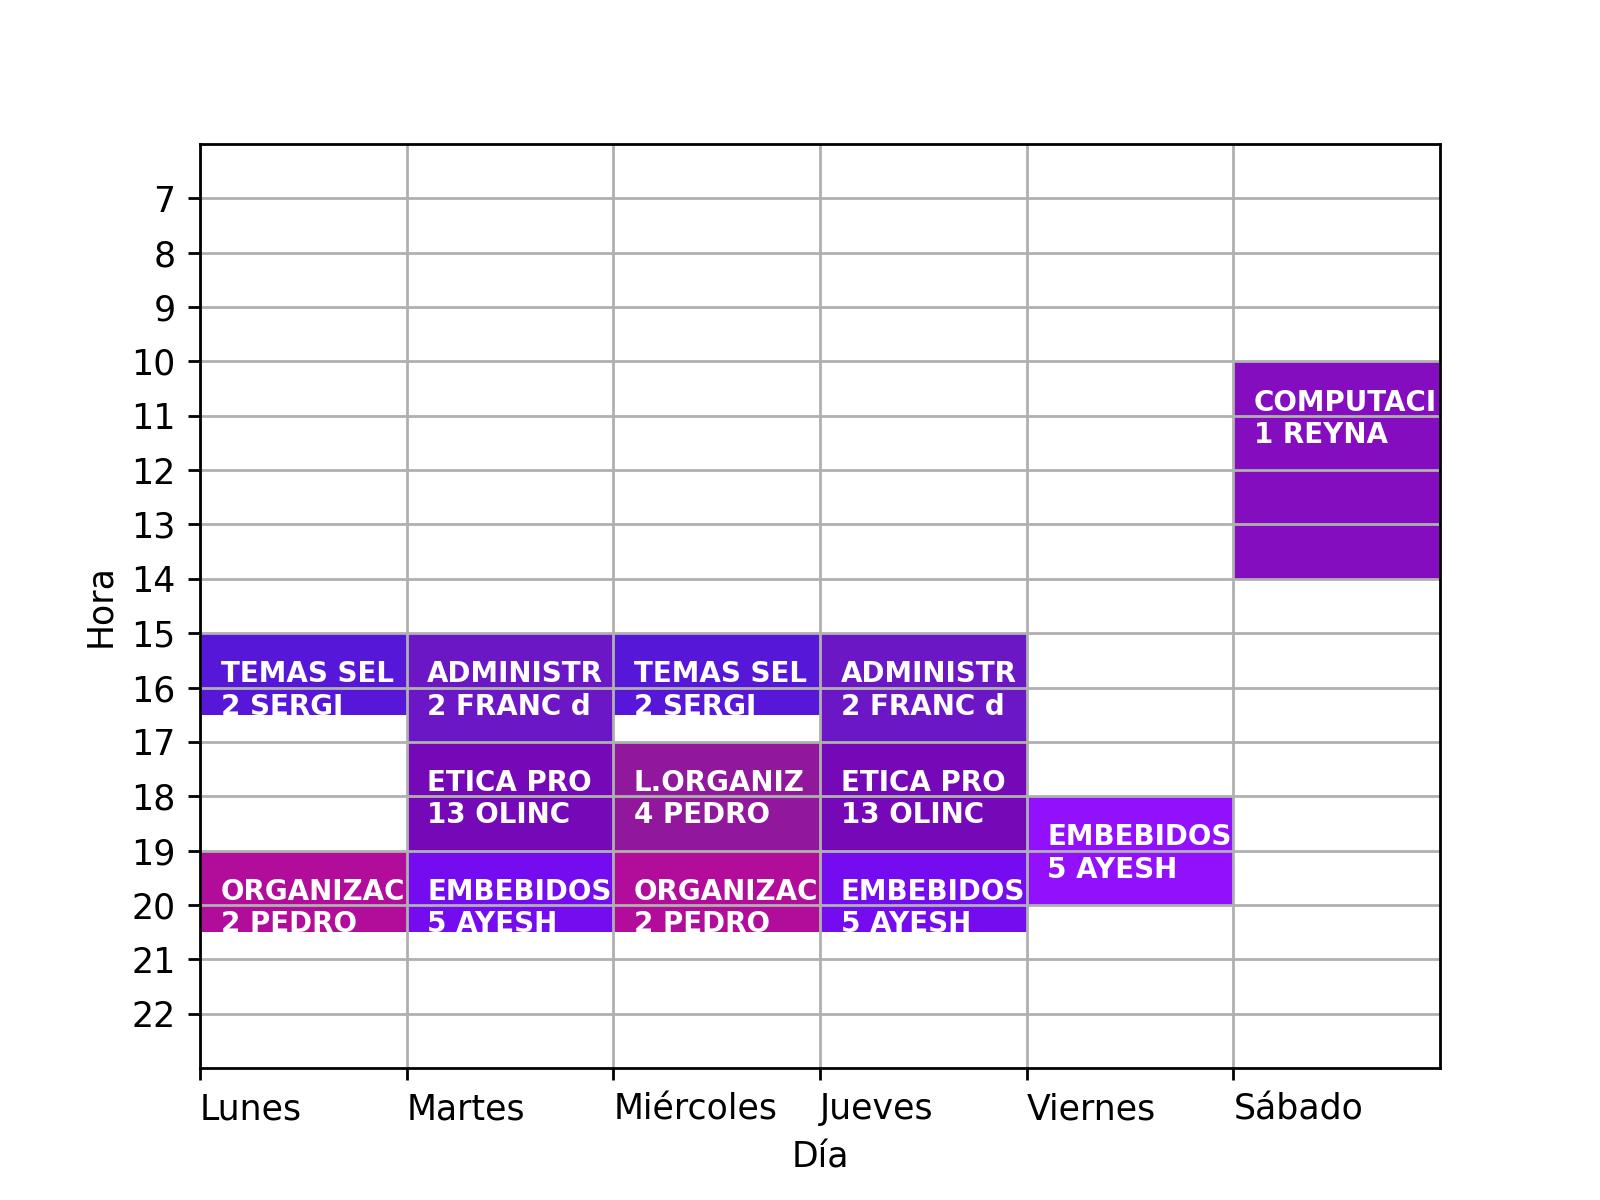 7
8
9
10
COMPUTACI
11
1 REYNA
12
13
14
Hora
15
TEMAS SEL ADMINISTR TEMAS SEL ADMINISTR
16
2 SERGI 2 FRANC d 2 SERGI 2 FRANC d
17
ETICA PRO L.ORGANIZ ETICA PRO
18
13 OLINC 4 PEDRO 13 OLINC
EMBEBIDOS
19
5 AYESH
ORGANIZAC EMBEBIDOS ORGANIZAC EMBEBIDOS
20
2 PEDRO 5 AYESH 2 PEDRO 5 AYESH
21
22
Lunes Martes Miércoles Jueves Viernes Sábado
Día